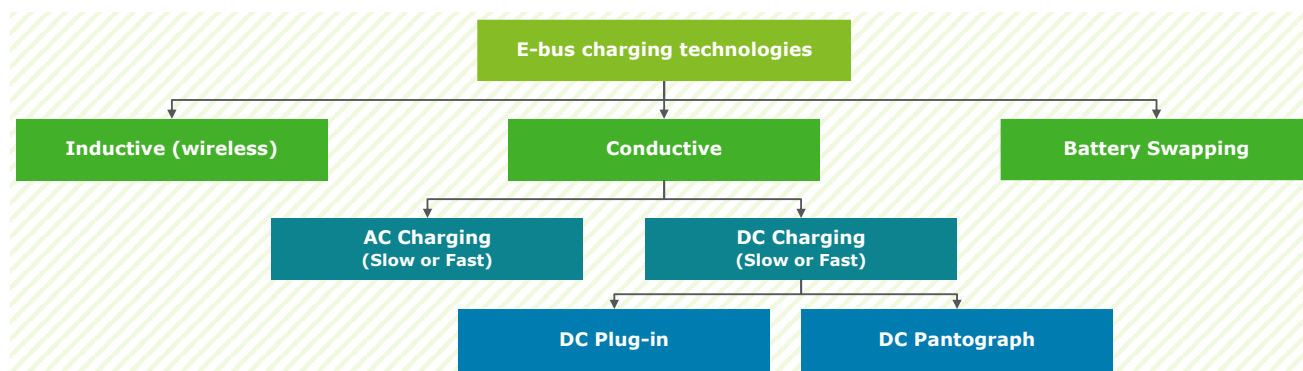 E-bus charging technologies
Inductive (wireless)
Conductive
Battery Swapping
AC Charging
(Slow or Fast)
DC Charging
(Slow or Fast)
DC Plug-in
DC Pantograph